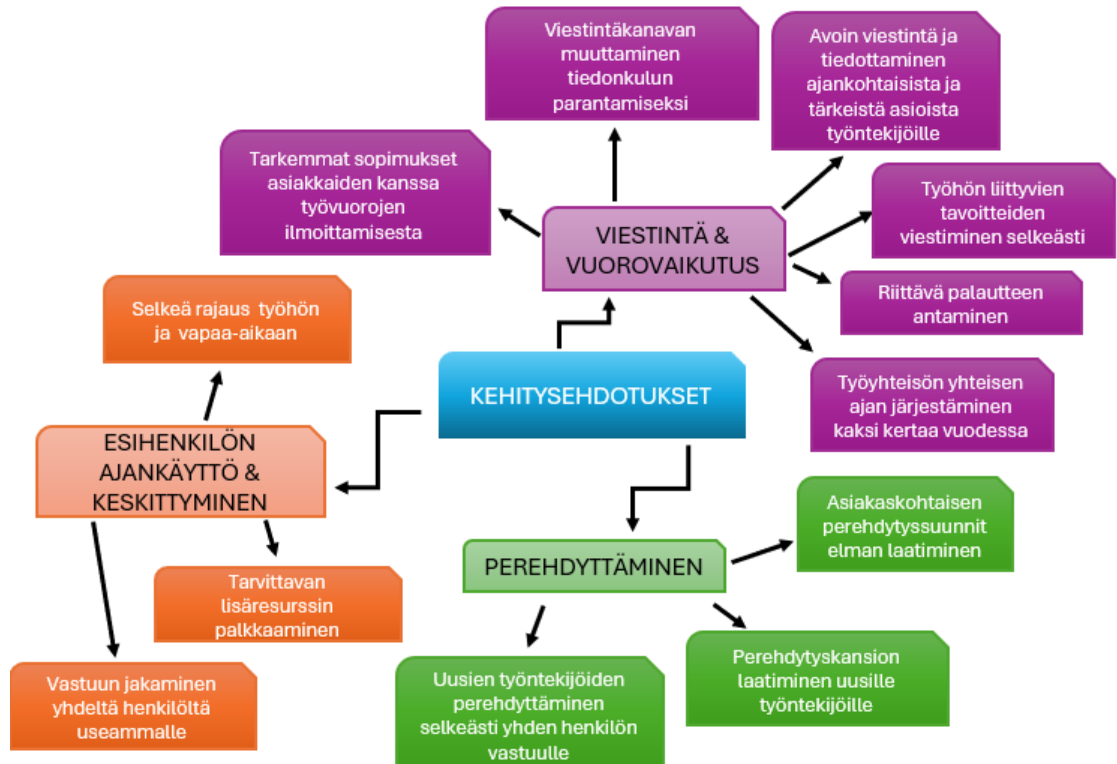 Viestintäkanavan
muuttaminen
tiedonkulun
parantamiseksi
Avoin viestintä ja
tiedottaminen
ajankohtaisista ja
tärkeistä asioista
työntekijöille
Tarkemmat sopimukset
asiakkaiden kanssa
työvuorojen
ilmoittamisesta
Työhön liittyvien
tavoitteiden
viestiminen selkeästi
VIESTINTÄ &
VUOROVAIKUTUS
Riittävä palautteen
antaminen
Selkeä rajaus työhön
ja vapaa-aikaan
KEHITYSEHDOTUKSET
Työyhteisön yhteisen
ajan järjestäminen
kaksi kertaa vuodessa
ESIHENKILÖN
AJANKÄYTTÖ &
KESKITTYMINEN
Asiakaskohtaisen
perehdytyssuunnit
elman laatiminen
PEREHDYTTÄMINEN
Tarvittavan
lisäresurssin
palkkaaminen
Perehdytyskansion
laatiminen uusille
työntekijöille
Vastuun jakaminen
yhdeltä henkilöltä
useammalle
Uusien työntekijöiden
perehdyttäminen
selkeästi yhden henkilön
vastuulle